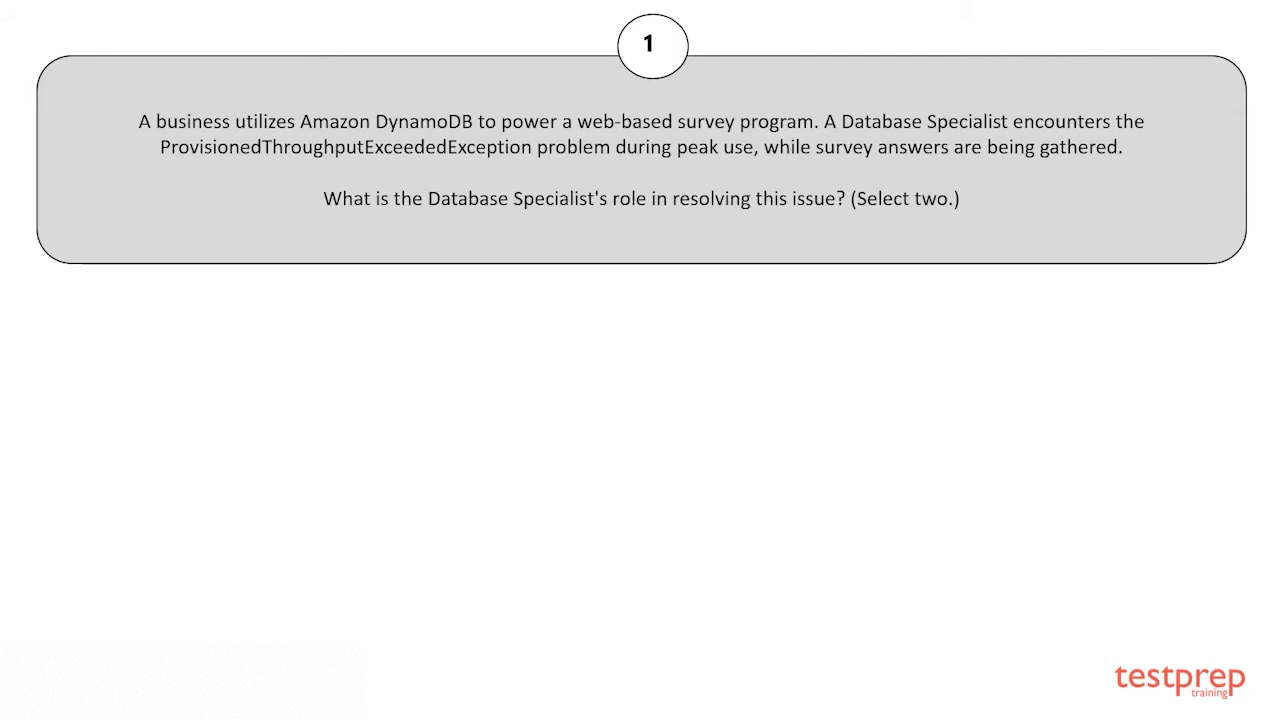 1
A business utilizes Amazon DynamoDB to power a web-based survey program. A Database Specialist encounters the
ProvisionedThroughputExceededException problem during peak use, while survey answers are being gathered.
What is the Database Specialist's role in resolving this issue? (Select two.)
testprep
training